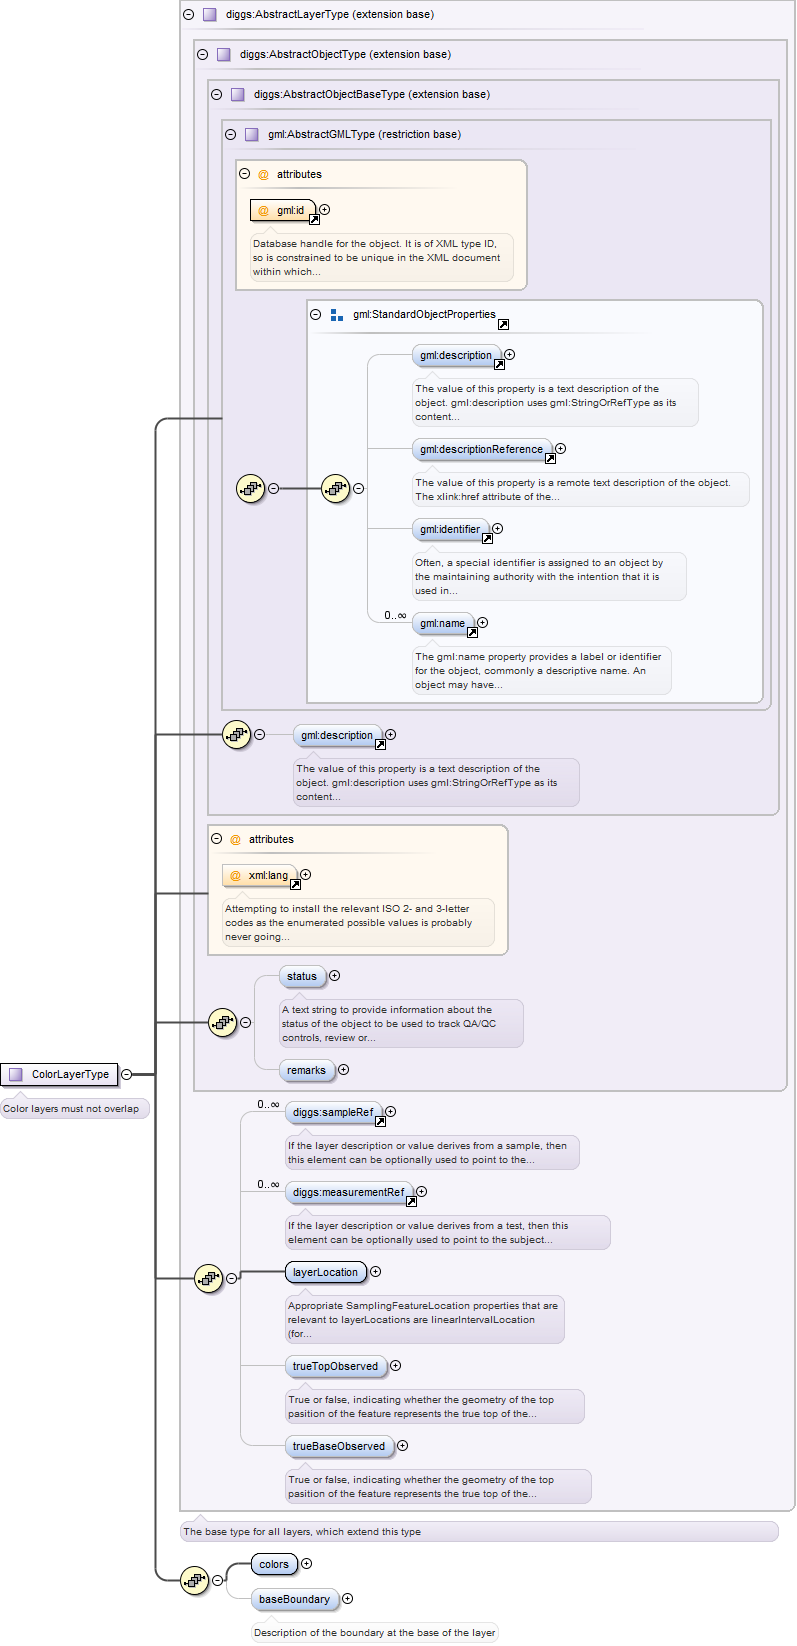 diggs:AbstractLayerType (extension base)
diggs:AbstractObjectType (extension base)
diggs:AbstractObjectBaseType (extension base)
gml:AbstractGMLType (restriction base)
@ attributes
@ gml:id
Database handle for the object. It is of XML type ID,
so is constrained to be unique in the XML document
within which...
gml:StandardObjectProperties
gml:description
The value of this property is a text description of the
object. gml:description uses gml:StringOrRefType as its
content...
gml:descriptionReference
The value of this property is a remote text description of the object.
The xlink:href attribute of the...
gml:identifier
Often, a special identifier is assigned to an object by
the maintaining authority with the intention that it is
used in...
0..∞
gml:name
The gml:name property provides a label or identifier
for the object, commonly a descriptive name. An
object may have...
gml:description
The value of this property is a text description of the
object. gml:description uses gml:StringOrRefType as its
content...
@ attributes
@ xml:lang
Attempting to install the relevant ISO 2- and 3-letter
codes as the enumerated possible values is probably
never going...
status
A text string to provide information about the
status of the object to be used to track QA/QC
controls, review or...
remarks
ColorLayerType
Color layers must not overlap
0..∞
diggs:sampleRef
If the layer description or value derives from a sample, then
this element can be optionally used to point to the...
0..∞
diggs:measurementRef
If the layer description or value derives from a test, then this
element can be optionally used to point to the subject...
layerLocation
Appropriate SamplingFeatureLocation properties that are
relevant to layerLocations are linearIntervalLocation
(for...
trueTopObserved
True or false, indicating whether the geometry of the top
pasition of the feature represents the true top of the...
trueBaseObserved
True or false, indicating whether the geometry of the top
pasition of the feature represents the true top of the...
The base type for all layers, which extend this type
colors
baseBoundary
Description of the boundary at the base of the layer